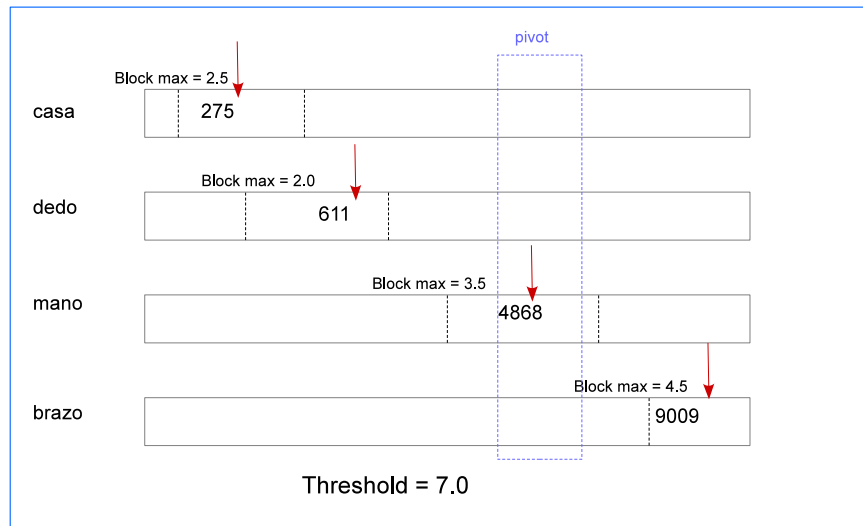 pivot
Block max = 2.5
casa
275
Block max = 2.0
dedo
611
Block max = 3.5
mano
4868
Block max = 4.5
brazo
9009
Threshold = 7.0